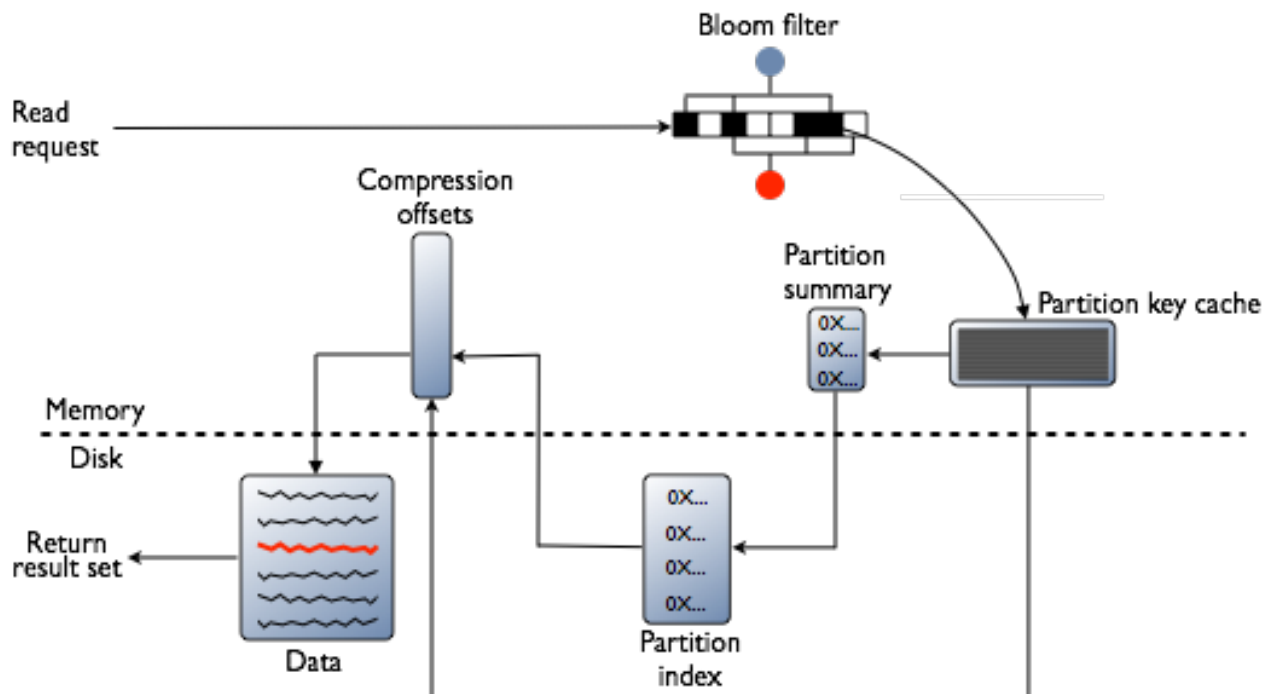 Bloom filter
Read
request
Compression
offsets
Partition
summary
Partition key cache
0X...
0X...
0X...
Memory
Disk
0X...
0X...
0X...
0X...
Return
result set
Data
Partition
index